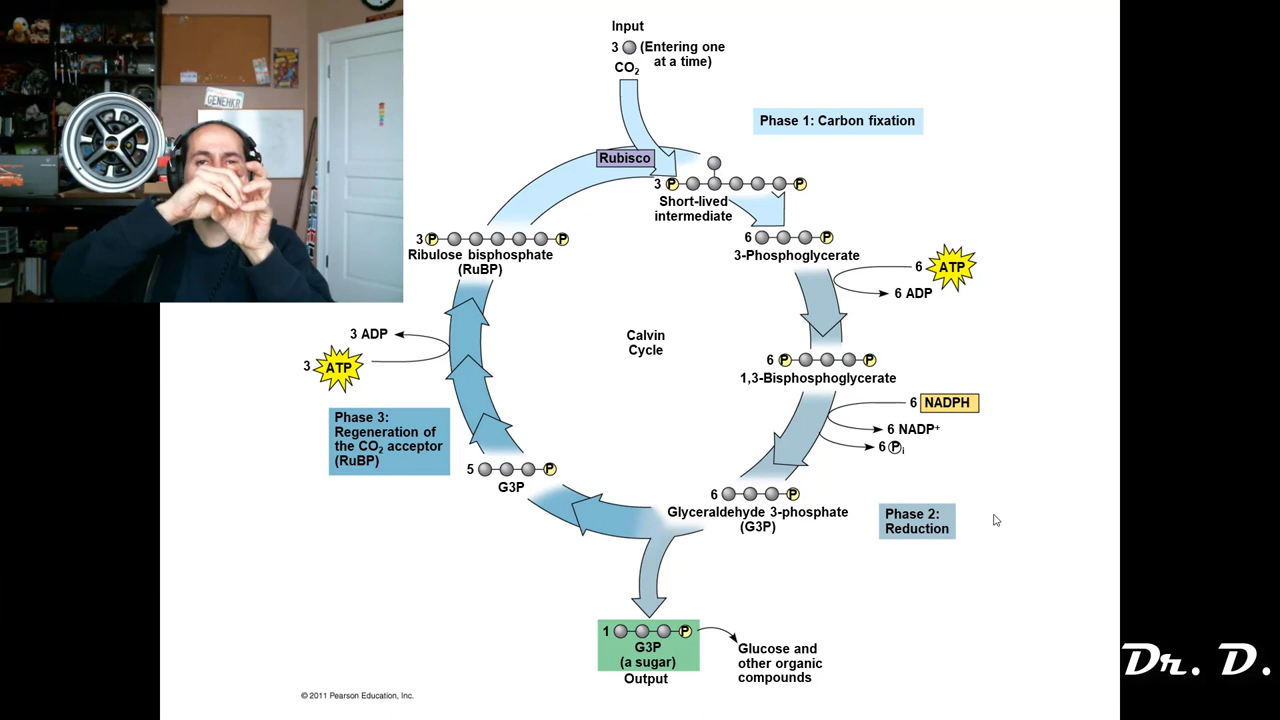 GENEHKR
Input
3 (Entering one
at a time)
CO₂
Phase 1: Carbon fixation
Rubisco
3 P P
Short-lived
intermediate
3 P P
Ribulose bisphosphate
(RuBP)
6 P
3-Phosphoglycerate
6 ATP
6 ADP
3 ADP
3 ATP
Calvin
Cycle
6 P P
1,3-Bisphosphoglycerate
6 NADPH
6 NADP⁺
6 Pᵢ
Phase 3:
Regeneration of
the CO₂ acceptor
(RuBP)
5 P
G3P
6 P
Glyceraldehyde 3-phosphate
(G3P)
Phase 2:
Reduction
1 P
G3P
(a sugar)
Output
Glucose and
other organic
compounds
Dr. D.
© 2011 Pearson Education, Inc.